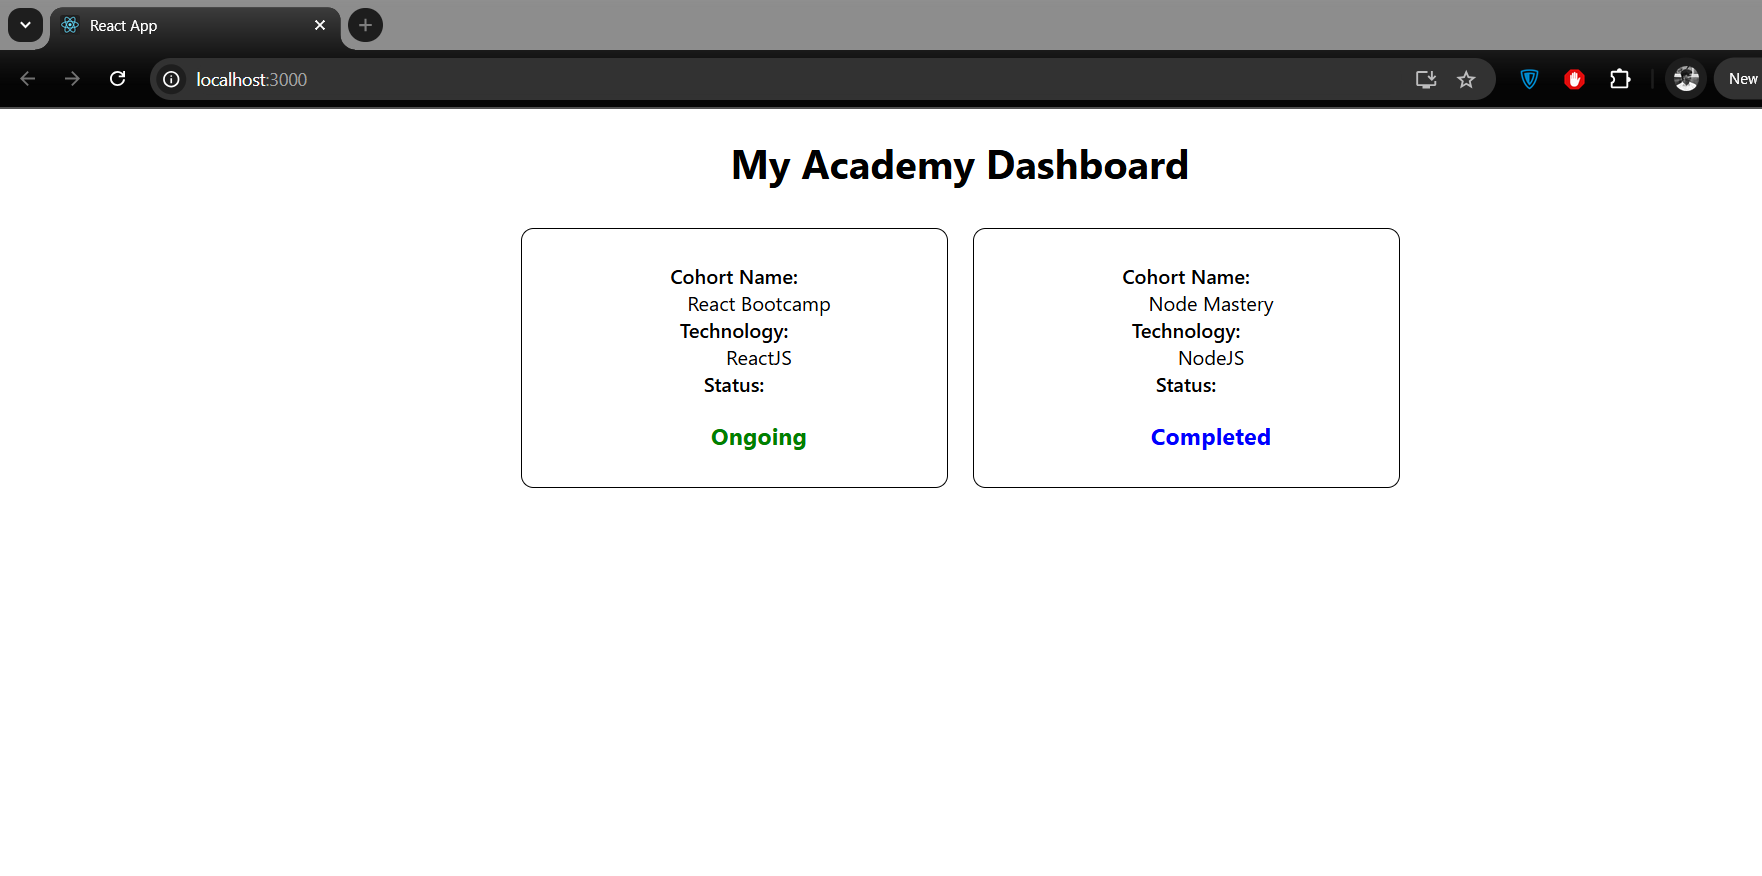 React App
localhost:3000
New
My Academy Dashboard
Cohort Name:
React Bootcamp
Technology:
ReactJS
Status:
Ongoing
Cohort Name:
Node Mastery
Technology:
NodeJS
Status:
Completed